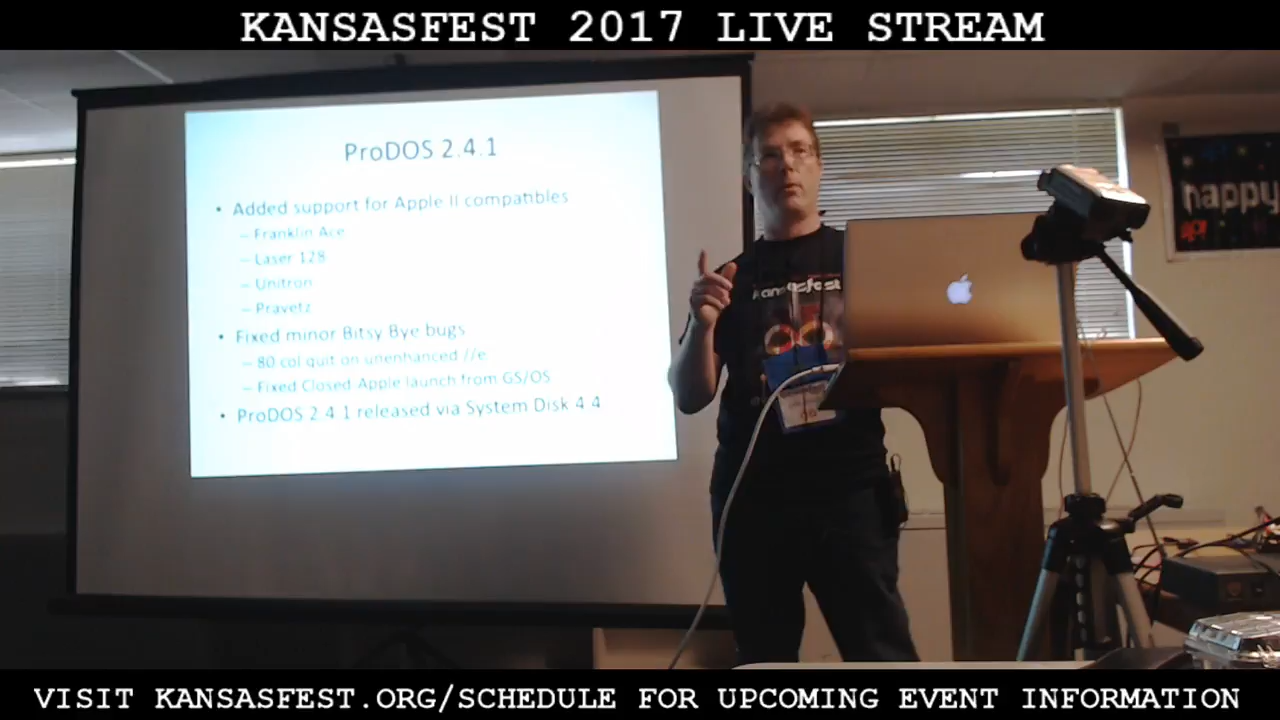 KANSASFEST 2017 LIVE STREAM
ProDOS 2.4.1
• Added support for Apple II compatibles
– Franklin Ace
– Laser 128
– Unitron
– Pravetz
• Fixed minor Bitsy Bye bugs
– 80 col quit on unenhanced //e
– Fixed Closed Apple launch from GS/OS
• ProDOS 2.4.1 released via System Disk 4.4
kansasfest
happy
VISIT KANSASFEST.ORG/SCHEDULE FOR UPCOMING EVENT INFORMATION